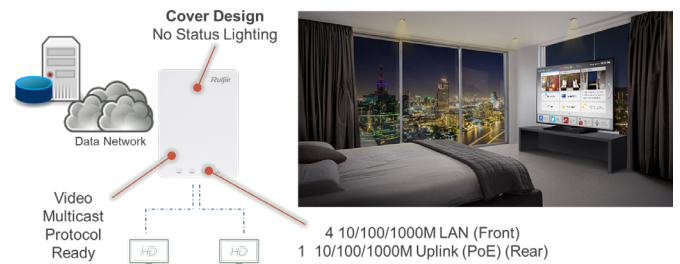 Cover Design
No Status Lighting
Ruijie
Data Network
Video
Multicast
Protocol
Ready
HD
HD
4 10/100/1000M LAN (Front)
1 10/100/1000M Uplink (PoE) (Rear)